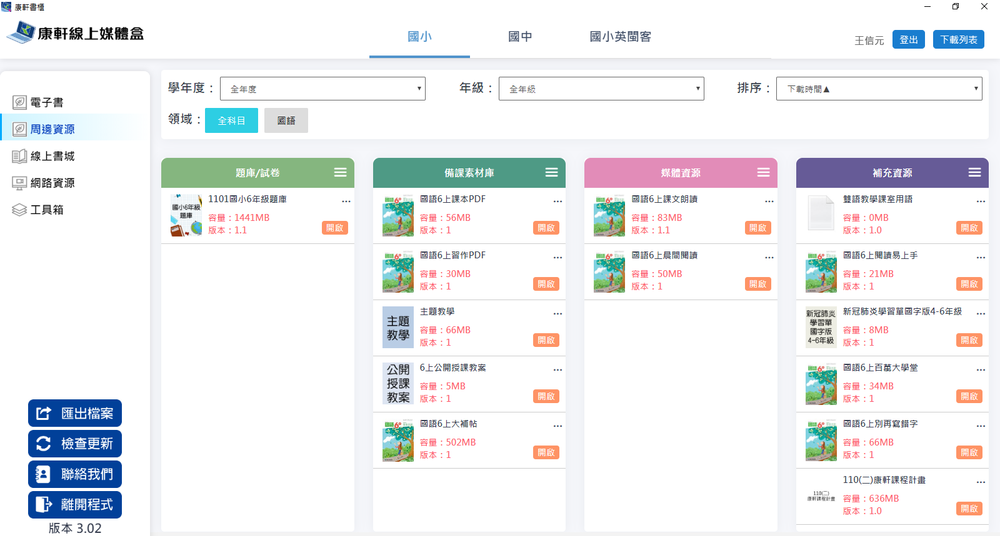 康軒書櫃
康軒線上媒體盒
國小
國中
國小英閩客
王信元
登出
下載列表
電子書
周邊資源
線上書城
網路資源
工具箱
匯出檔案
檢查更新
聯絡我們
離開程式
版本 3.02
學年度：
全年度
年級：
全年級
排序：
下載時間▲
領域：
全科目
國語
題庫/試卷
國小6年級
題庫
1101國小6年級題庫
...
容量：1441MB
版本：1.1
開啟
備課素材庫
國語6上課本PDF
...
容量：56MB
版本：1
開啟
國語6上習作PDF
...
容量：30MB
版本：1
開啟
主題
教學
主題教學
...
容量：66MB
版本：1
開啟
公開
授課
教案
6上公開授課教案
...
容量：5MB
版本：1
開啟
國語6上大補帖
...
容量：502MB
版本：1
開啟
媒體資源
國語6上課文朗讀
...
容量：83MB
版本：1.1
開啟
國語6上晨間閱讀
...
容量：50MB
版本：1
開啟
補充資源
雙語教學課室用語
...
容量：0MB
版本：1.0
開啟
國語6上閱讀易上手
...
容量：21MB
版本：1
開啟
新冠肺炎
學習單
國字版
4-6年級
新冠肺炎學習單國字版4-6年級
...
容量：8MB
版本：1
開啟
國語6上百萬大學堂
...
容量：34MB
版本：1
開啟
國語6上別再寫錯字
...
容量：66MB
版本：1
開啟
110(二)
康軒課程計畫
110(二)康軒課程計畫
...
容量：636MB
版本：1.0
開啟